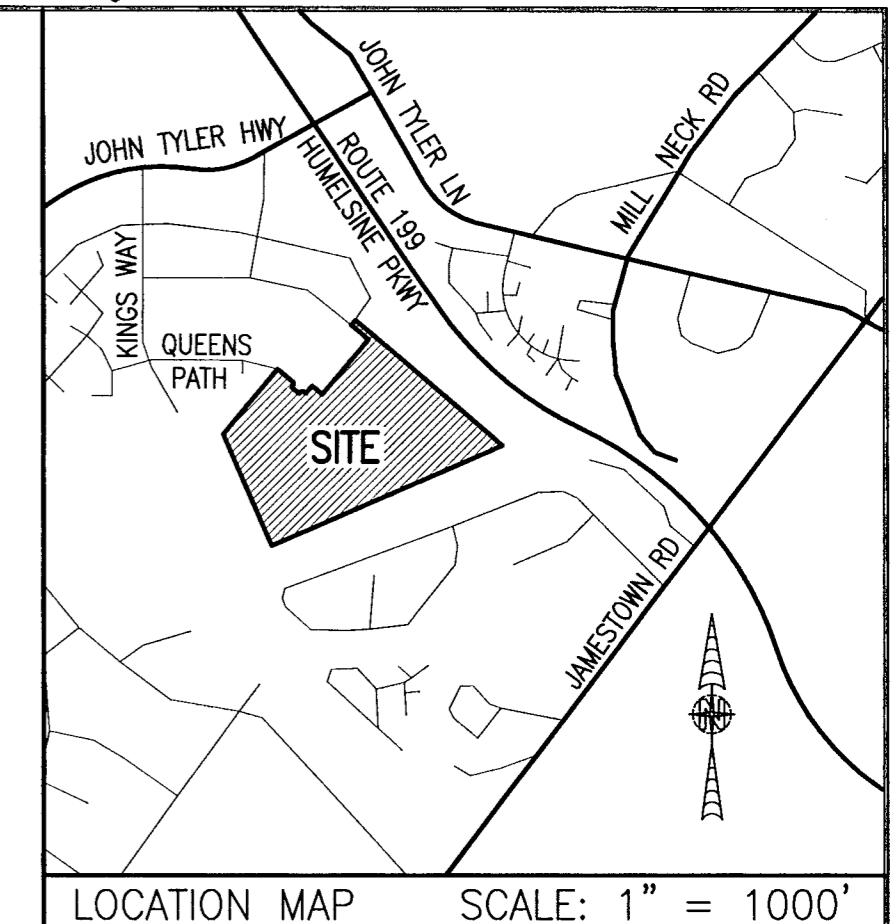 JOHN TYLER HWY
JOHN TYLER LN
ROUTE 199
HUMELSINE PKWY
MILL NECK RD
KINGS WAY
QUEENS
PATH
SITE
JAMESTOWN RD
N
LOCATION MAP SCALE: 1" = 1000'